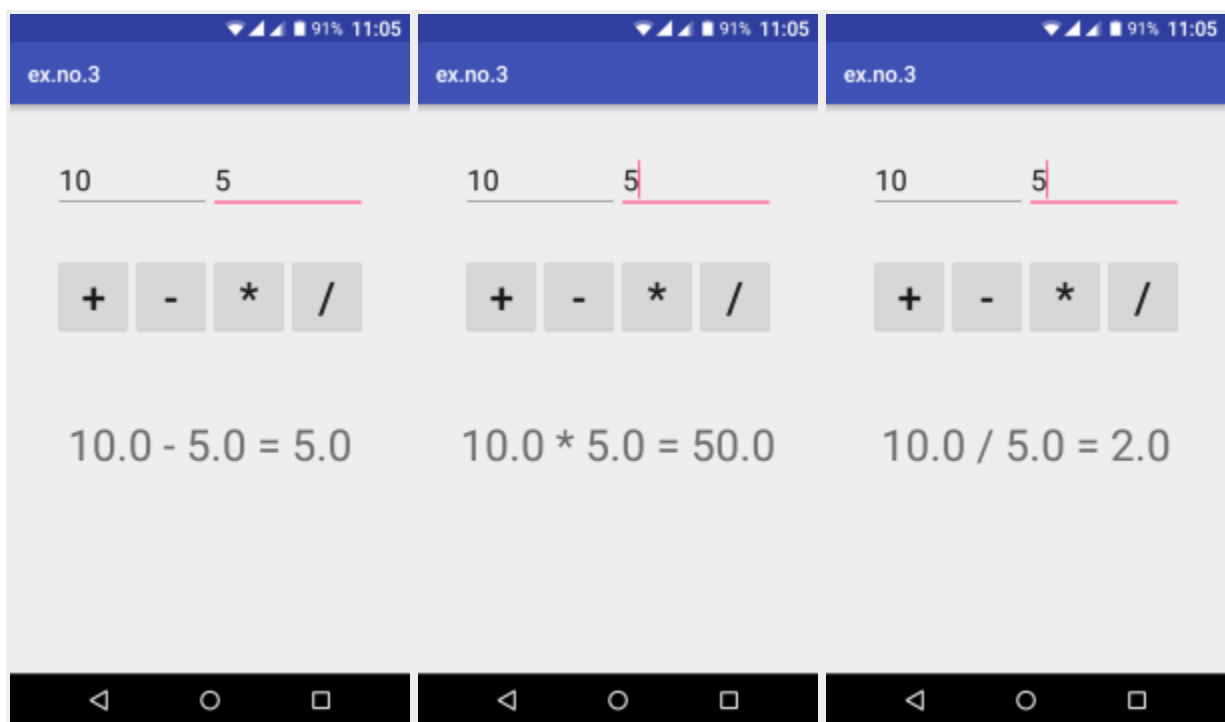 91% 11:05
ex.no.3
10 5
+ - * /
10.0 - 5.0 = 5.0
91% 11:05
ex.no.3
10 5
+ - * /
10.0 * 5.0 = 50.0
91% 11:05
ex.no.3
10 5
+ - * /
10.0 / 5.0 = 2.0